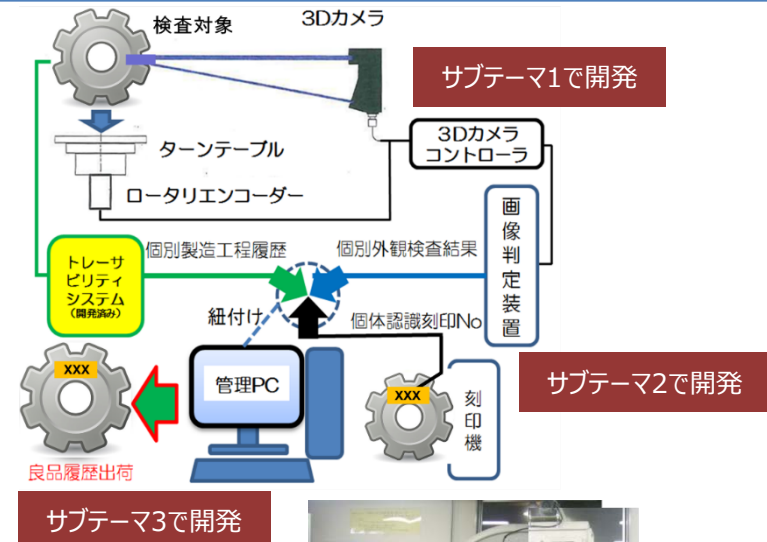 検査対象
3Dカメラ
サブテーマ1で開発
3Dカメラ
コントローラ
ターンテーブル
ロータリエンコーダー
画
像
判
定
装
置
個別製造工程履歴
個別外観検査結果
トレーサ
ビリティ
システム
(開発済み)
紐付け
個体認識刻印No
XXX
管理PC
XXX
刻
印
機
サブテーマ2で開発
良品履歴出荷
サブテーマ3で開発